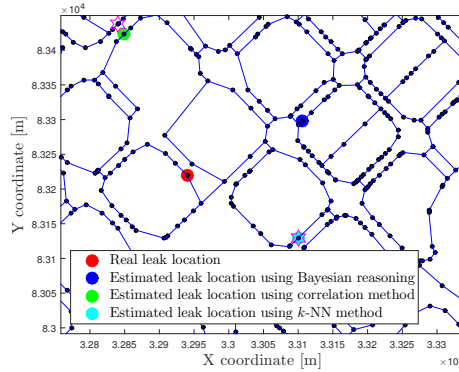 ×10⁴
8.34
8.335
8.33
8.325
8.32
8.315
8.31
8.305
8.3
Y coordinate [m]
Real leak location
Estimated leak location using Bayesian reasoning
Estimated leak location using correlation method
Estimated leak location using k-NN method
3.28 3.285 3.29 3.295 3.3 3.305 3.31 3.315 3.32 3.325 3.33
×10
X coordinate [m]